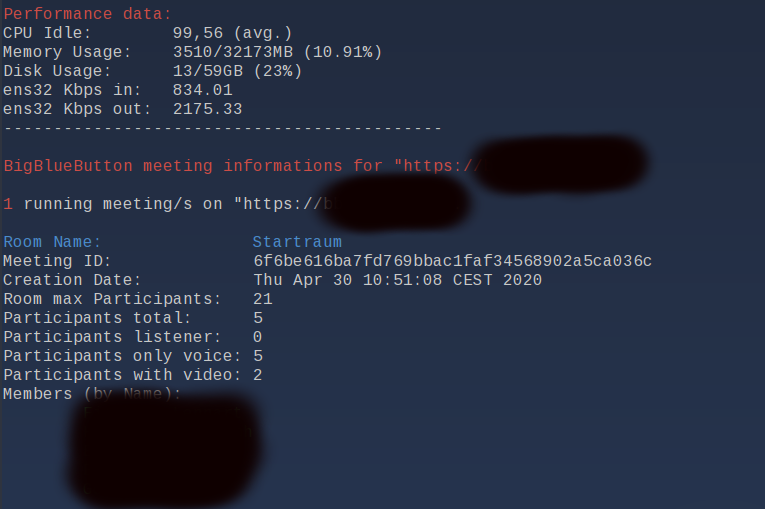 Performance data:
CPU Idle: 99,56 (avg.)
Memory Usage: 3510/32173MB (10.91%)
Disk Usage: 13/59GB (23%)
ens32 Kbps in: 834.01
ens32 Kbps out: 2175.33
--------------------------------------------
BigBlueButton meeting informations for "https://
1 running meeting/s on "https://b
Room Name: Startraum
Meeting ID: 6f6be616ba7fd769bbac1faf34568902a5ca036c
Creation Date: Thu Apr 30 10:51:08 CEST 2020
Room max Participants: 21
Participants total: 5
Participants listener: 0
Participants only voice: 5
Participants with video: 2
Members (by Name):